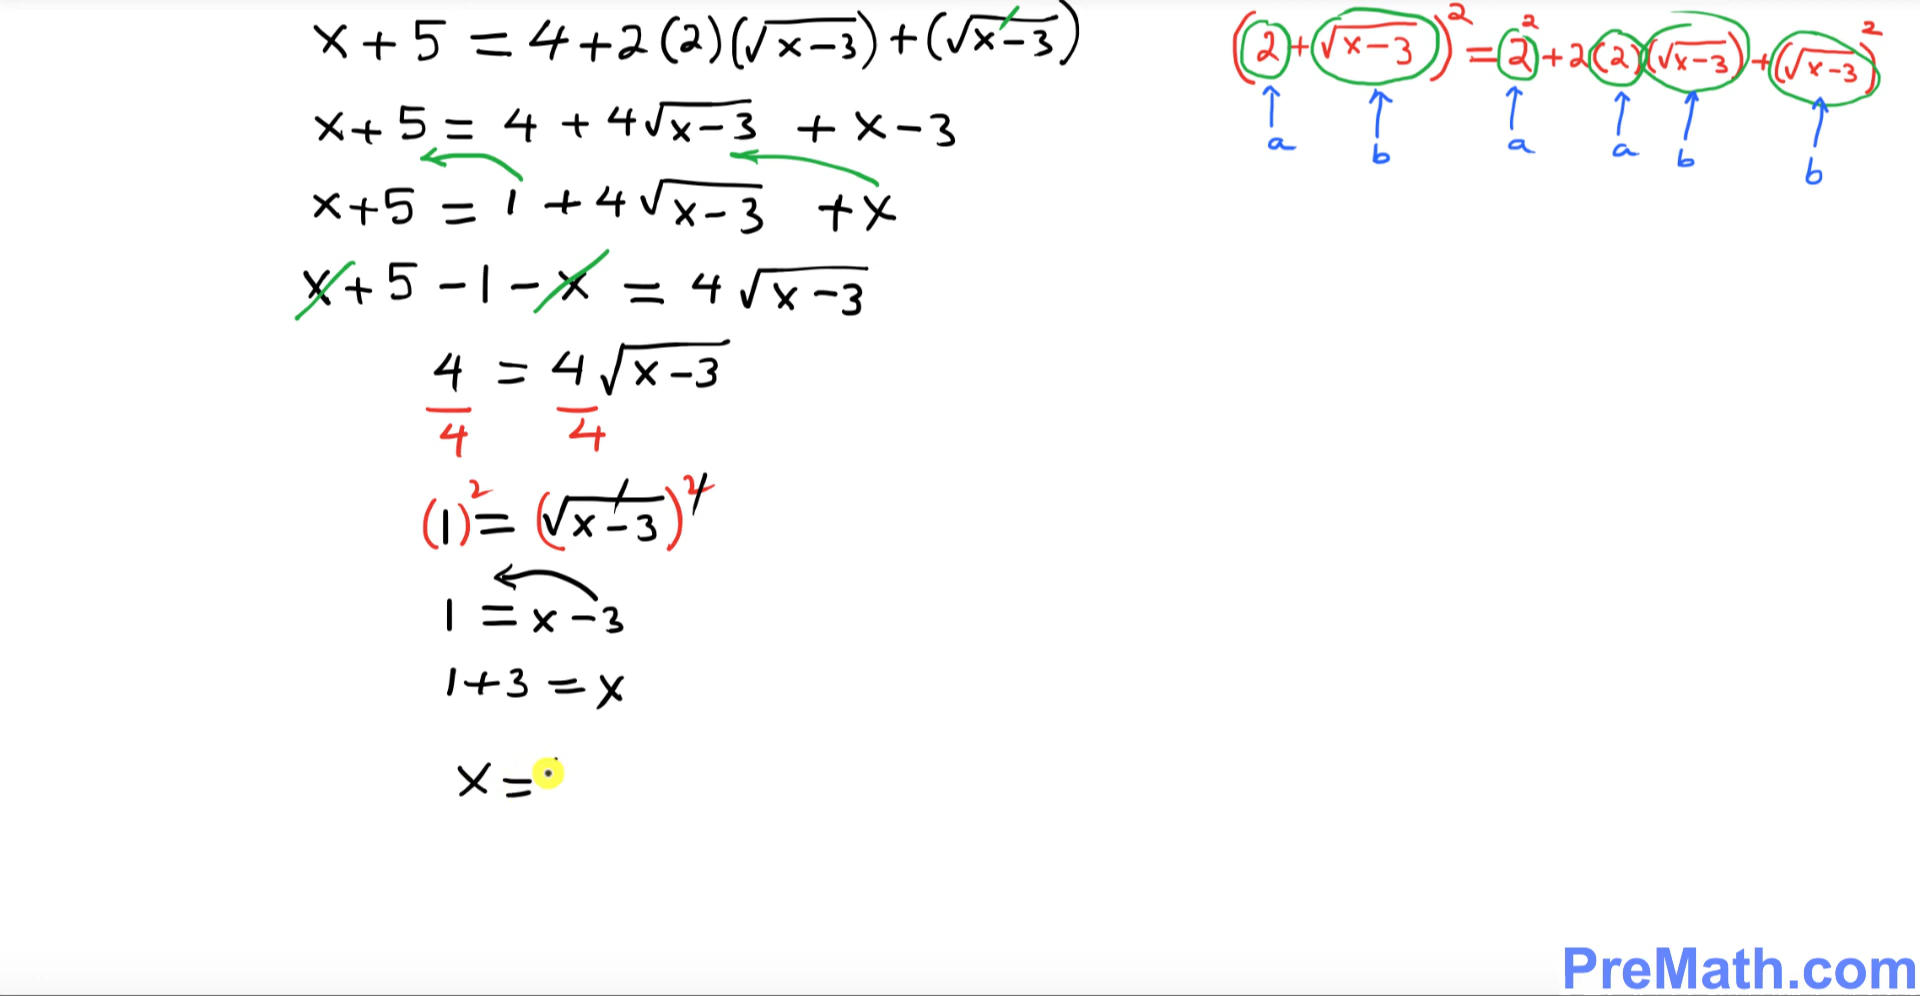 x + 5 = 4 + 2(2)(√x-3) + (√x-3)
(2 + √x-3)² = 2² + 2(2)(√x-3) + (√x-3)²
a b a a b b
x + 5 = 4 + 4√x-3 + x - 3
x + 5 = 1 + 4√x-3 + x
x + 5 - 1 - x = 4√x-3
4 = 4√x-3
4 4
(1)² = (√x-3)²
1 = x - 3
1 + 3 = x
x =
PreMath.com